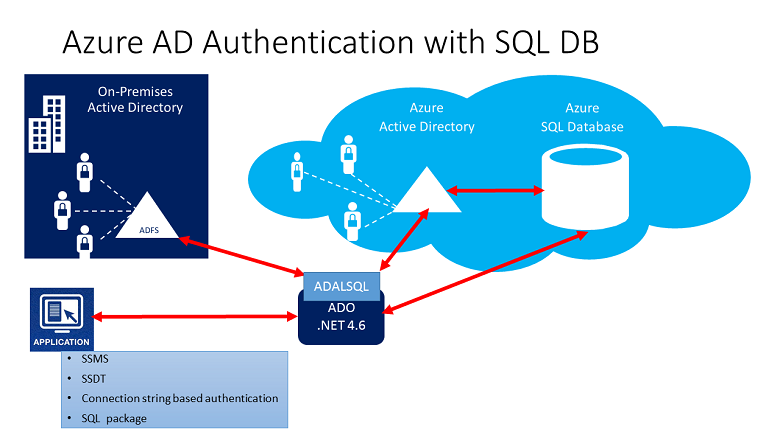 Azure AD Authentication with SQL DB
On-Premises
Active Directory
ADFS
Azure
Active Directory
Azure
SQL Database
ADALSQL
ADO
.NET 4.6
APPLICATION
• SSMS
• SSDT
• Connection string based authentication
• SQL package